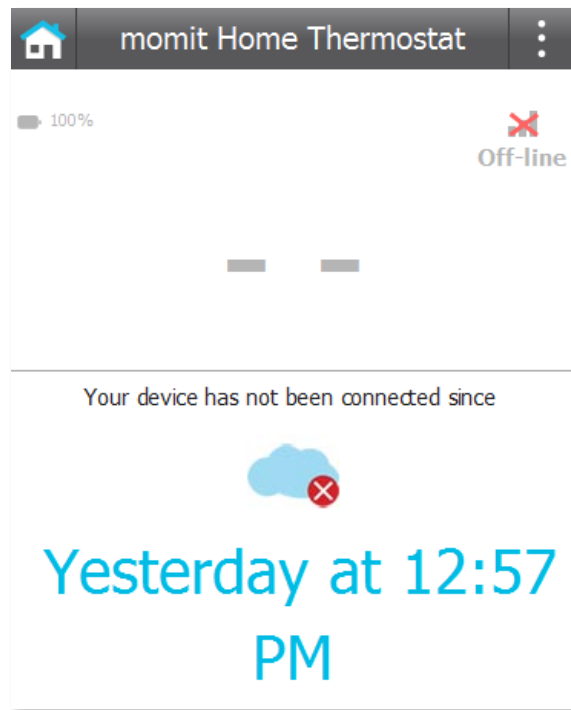 momit Home Thermostat
100%
Off-line
- -
Your device has not been connected since
Yesterday at 12:57
PM